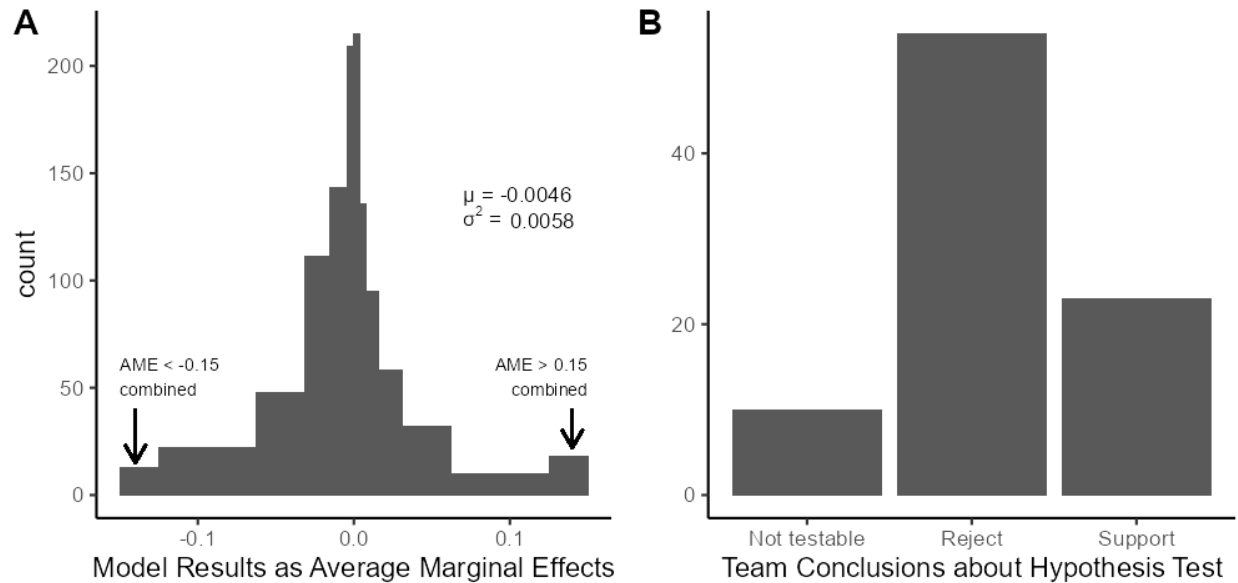 A
count
200
150
100
50
0
μ = -0.0046
σ² = 0.0058
AME < -0.15
combined
AME > 0.15
combined
-0.1
0.0
0.1
Model Results as Average Marginal Effects
B
40
20
0
Not testable
Reject
Support
Team Conclusions about Hypothesis Test